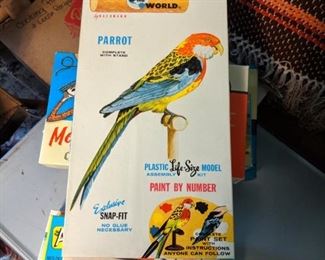 WORLD
PARROT
COMPLETE
WITH STAND
PLASTIC Life-Size MODEL
ASSEMBLY KIT
PAINT BY NUMBER
Exclusive
SNAP-FIT
NO GLUE
NECESSARY
COMPLETE
PAINT SET
WITH
INSTRUCTIONS
ANYONE CAN FOLLOW